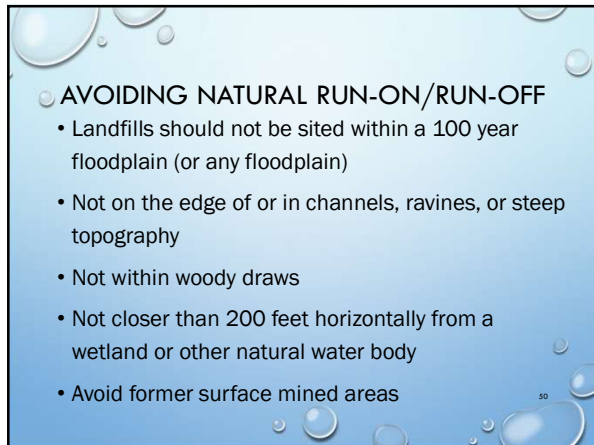 AVOIDING NATURAL RUN-ON/RUN-OFF
• Landfills should not be sited within a 100 year
floodplain (or any floodplain)
• Not on the edge of or in channels, ravines, or steep
topography
• Not within woody draws
• Not closer than 200 feet horizontally from a
wetland or other natural water body
• Avoid former surface mined areas
50